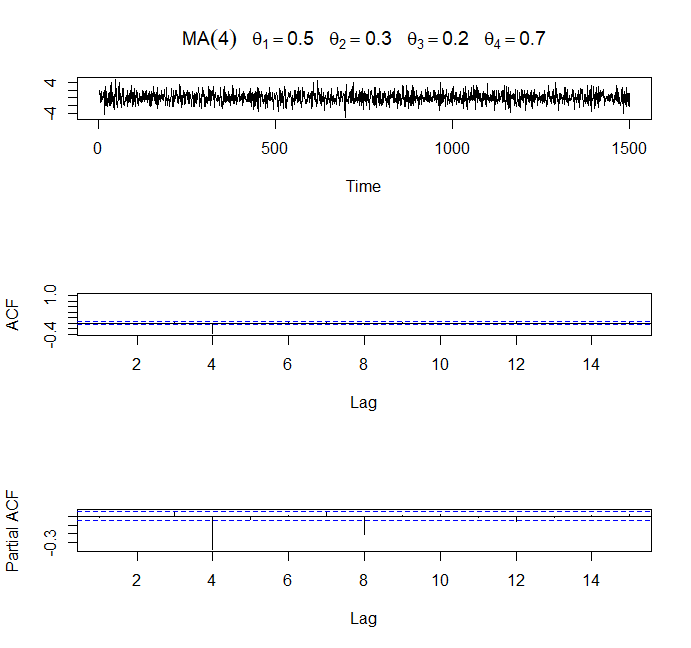 MA(4) θ1 = 0.5 θ2 = 0.3 θ3 = 0.2 θ4 = 0.7
4
-4
0 500 1000 1500
Time
ACF
1.0
-0.4
2 4 6 8 10 12 14
Lag
Partial ACF
-0.3
2 4 6 8 10 12 14
Lag